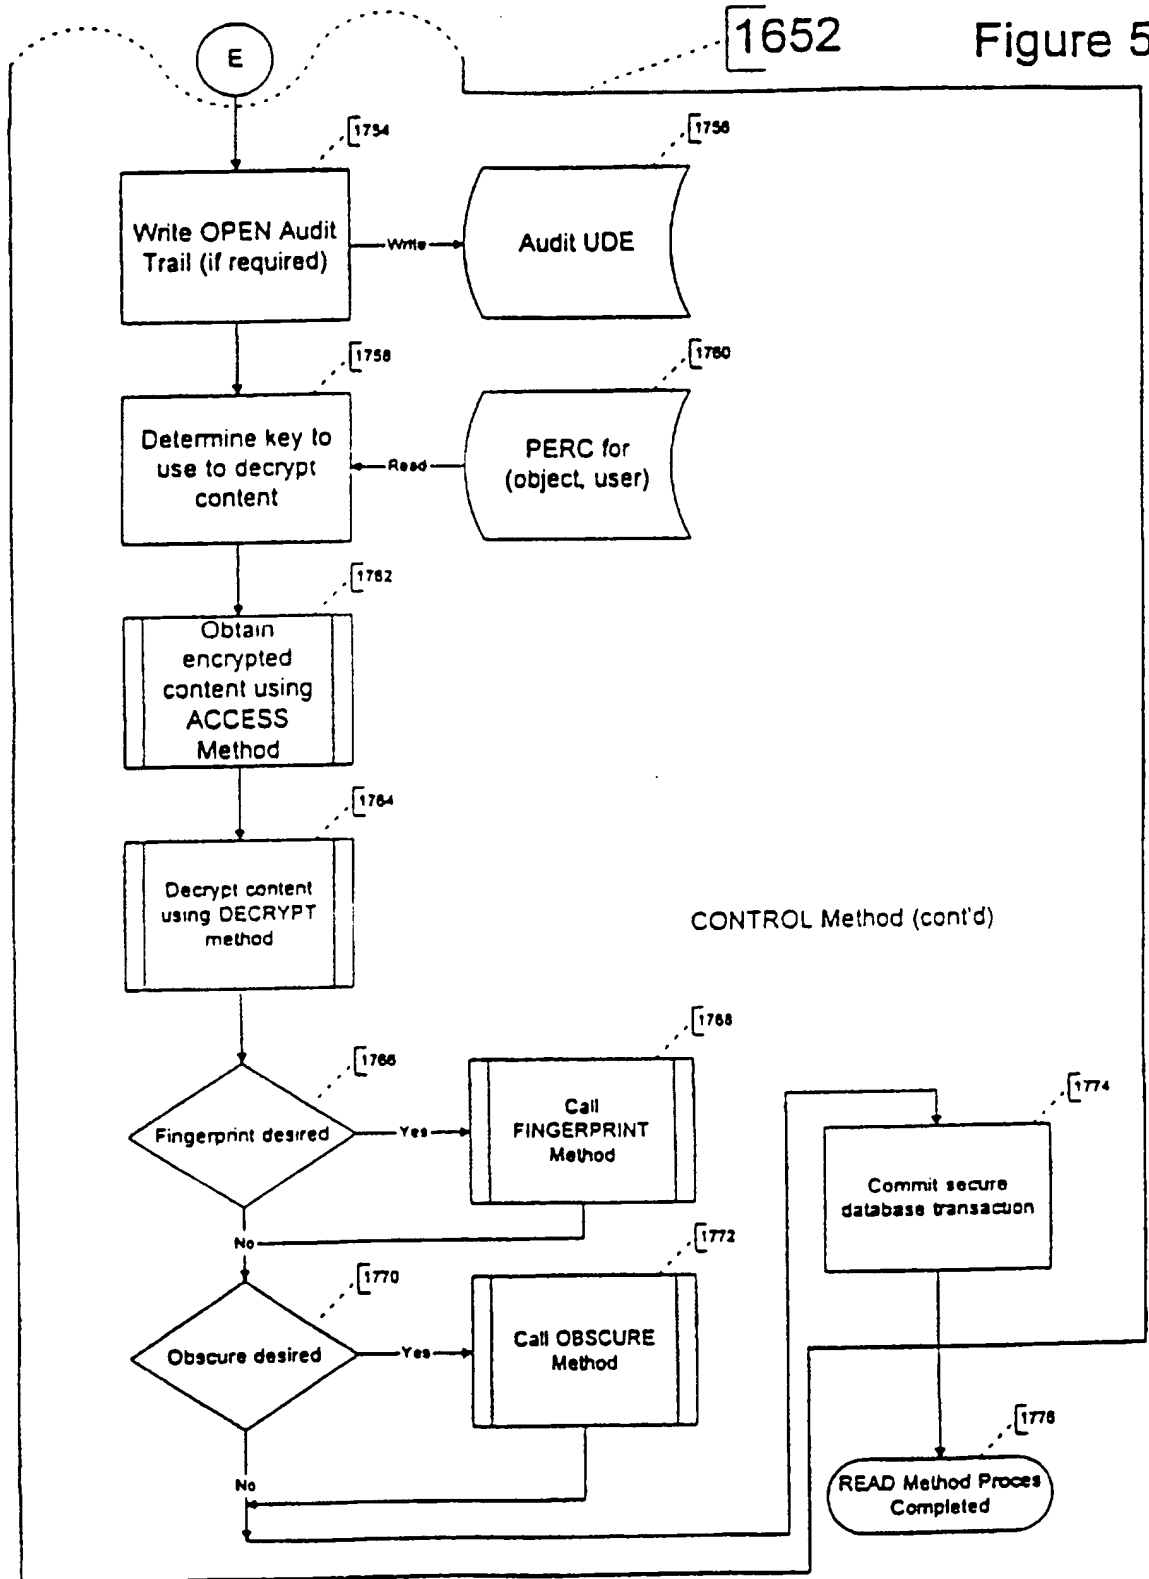 1652
Figure 5
E
1754
1756
Write OPEN Audit
Trail (if required)
Write
Audit UDE
1758
1760
Determine key to
use to decrypt
content
Read
PERC for
(object, user)
1762
Obtain
encrypted
content using
ACCESS
Method
1764
Decrypt content
using DECRYPT
method
CONTROL Method (cont'd)
1766
1768
Fingerprint desired
Yes
Call
FINGERPRINT
Method
1774
Commit secure
database transaction
No
1770
1772
Obscure desired
Yes
Call OBSCURE
Method
1776
No
READ Method Proces
Completed